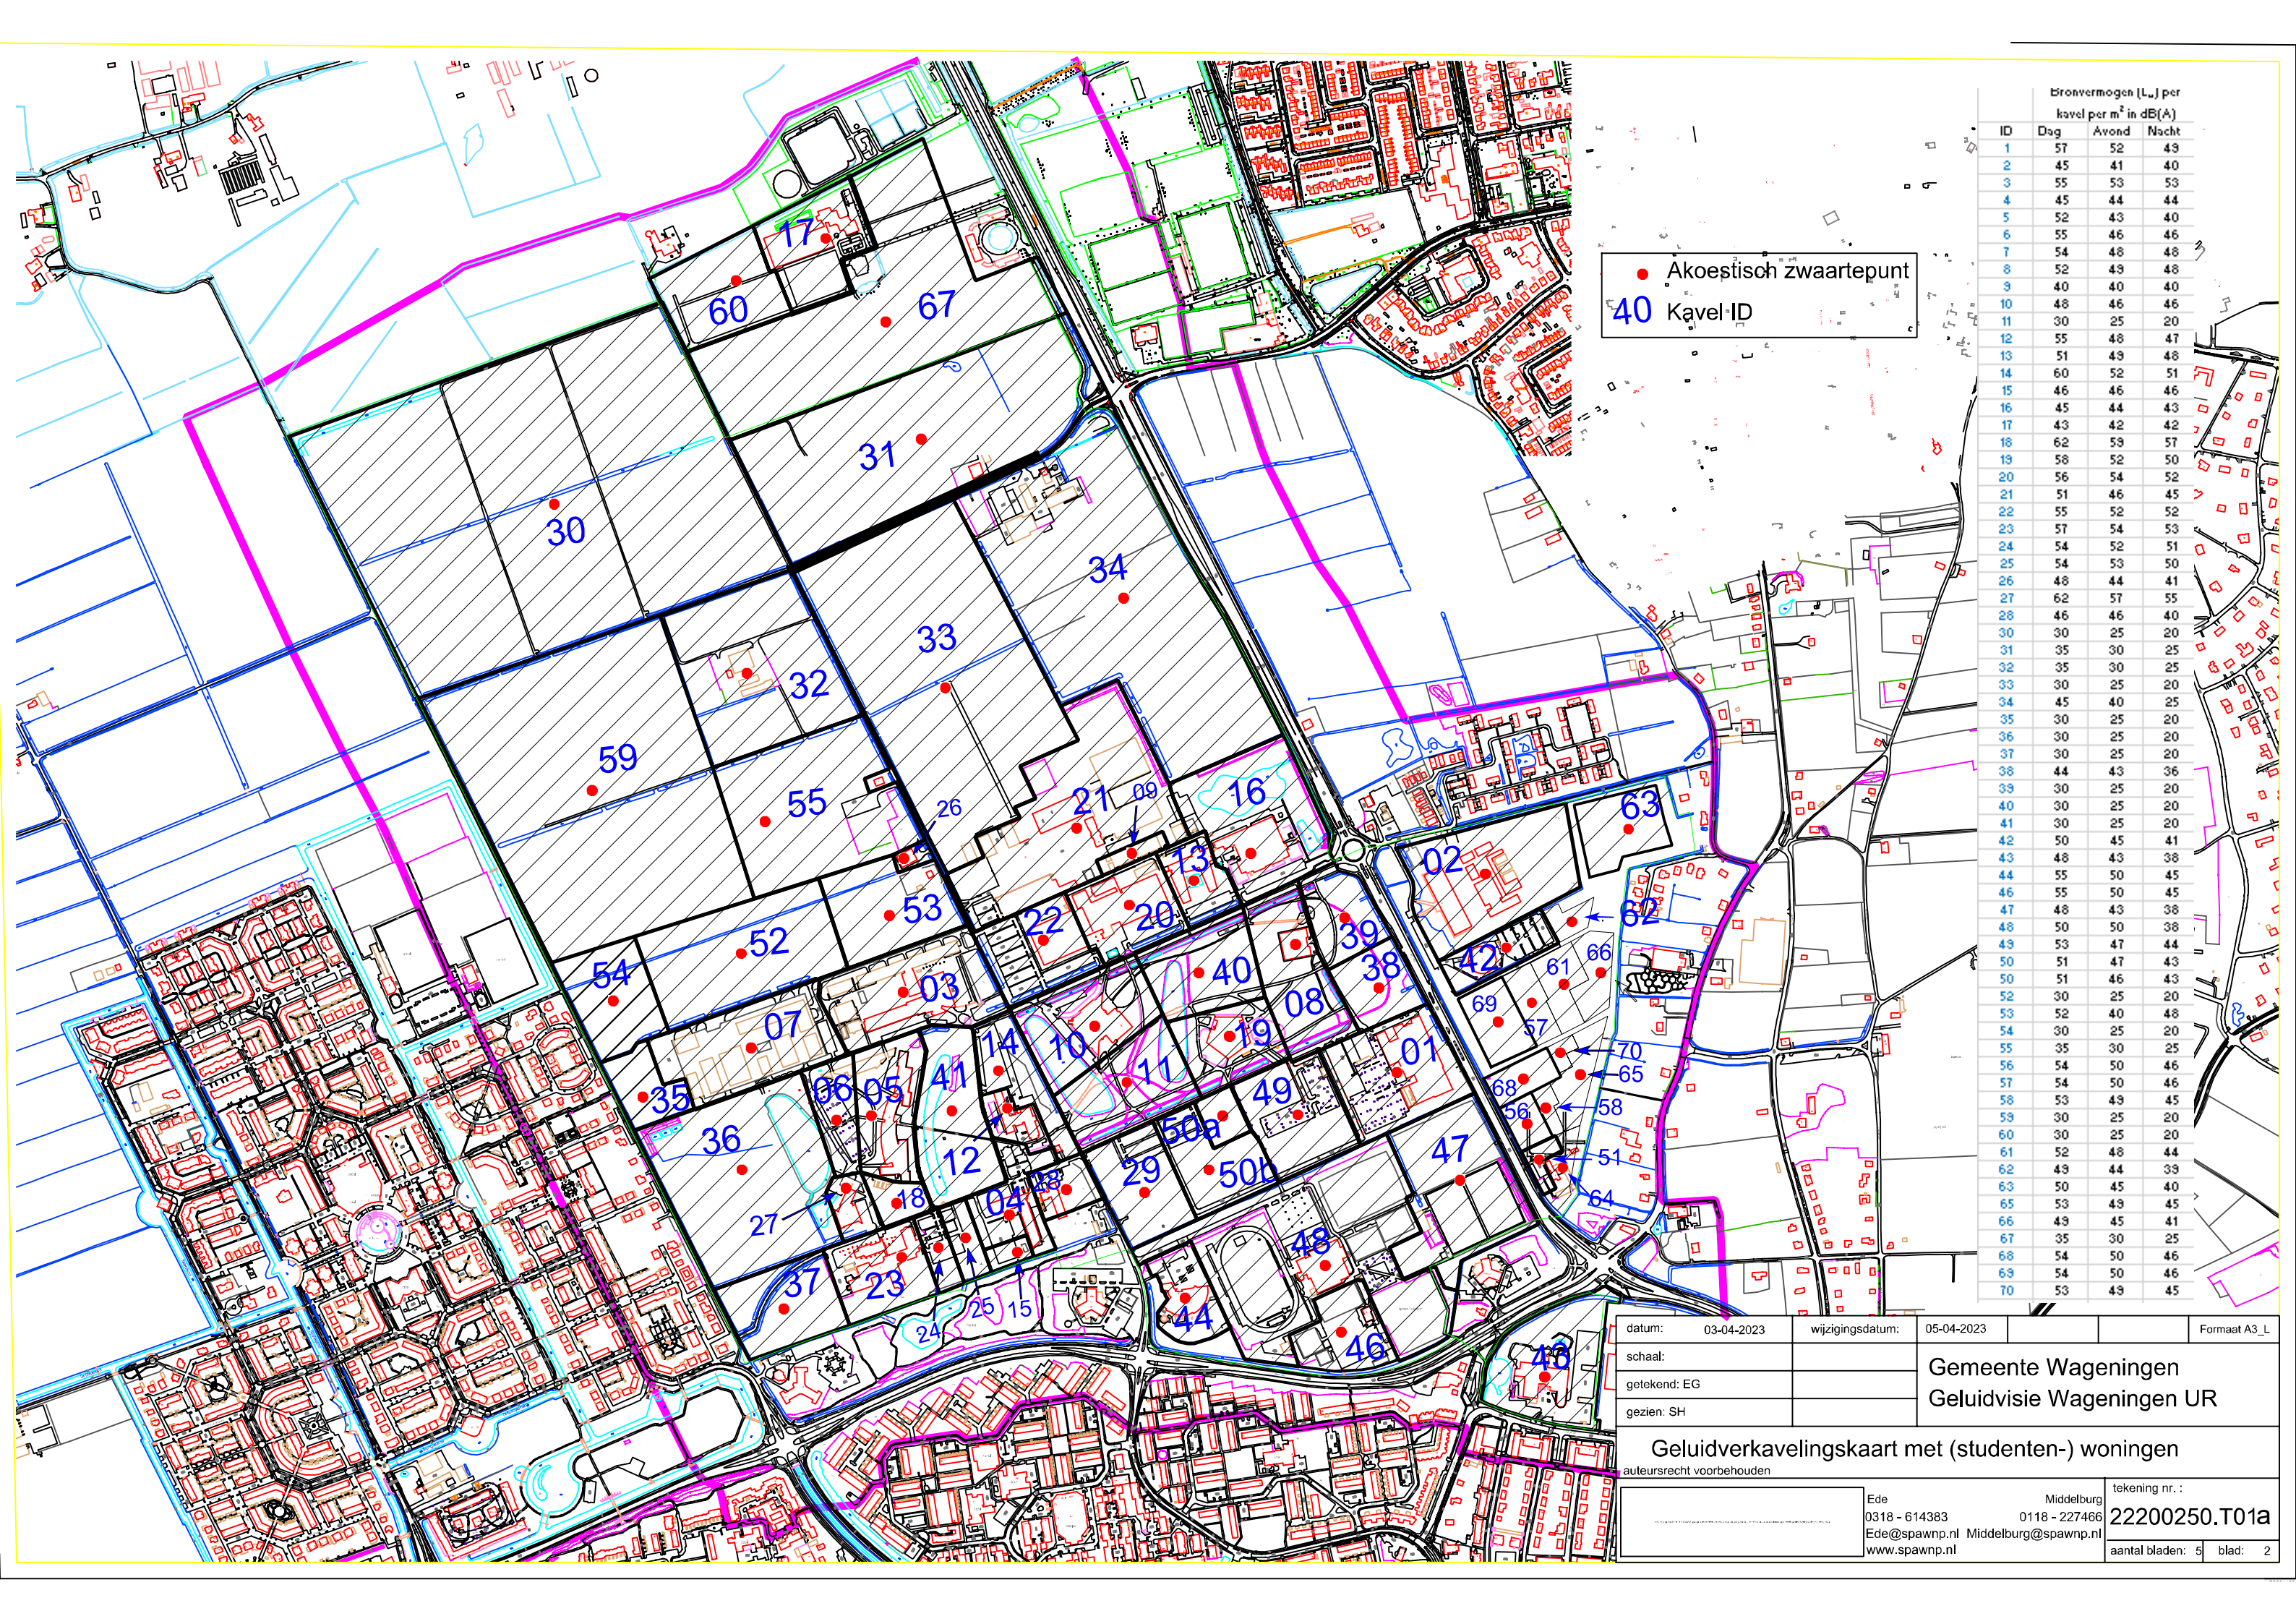 Bronvermogen (Lw) per
kavel per m² in dB(A)
ID Dag Avond Nacht
1 57 52 49
2 45 41 40
3 55 53 53
4 45 44 44
5 52 43 40
6 55 46 46
7 54 48 48
8 52 49 48
9 40 40 40
10 48 46 46
11 30 25 20
12 55 48 47
13 51 49 48
14 60 52 51
15 46 46 46
16 45 44 43
17 43 42 42
18 62 59 57
19 58 52 50
20 56 54 52
21 51 46 45
22 55 52 52
23 57 54 53
24 54 52 51
25 54 53 50
26 48 44 41
27 62 57 55
28 46 46 40
30 30 25 20
31 35 30 25
32 35 30 25
33 30 25 20
34 45 40 25
35 30 25 20
36 30 25 20
37 30 25 20
38 44 43 36
39 30 25 20
40 30 25 20
41 30 25 20
42 50 45 41
43 48 43 38
44 55 50 45
46 55 50 45
47 48 43 38
48 50 50 38
49 53 47 44
50 51 47 43
50 51 46 43
52 30 25 20
53 52 40 48
54 30 25 20
55 35 30 25
56 54 50 46
57 54 50 46
58 53 49 45
59 30 25 20
60 30 25 20
61 52 48 44
62 49 44 39
63 50 45 40
65 53 49 45
66 49 45 41
67 35 30 25
68 54 50 46
69 54 50 46
70 53 49 45
Akoestisch zwaartepunt
40 Kavel ID
17
60
67
31
30
34
33
32
59
55
26
21
09
16
63
02
13
53
22
20
39
62
52
42
61
66
54
40
38
03
08
69
57
07
14
10
19
01
70
11
65
35
06
05
41
49
68
56
58
36
50a
12
47
51
29
50b
28
04
64
18
27
48
37
23
25
15
24
44
46
43
datum: 03-04-2023 wijzigingsdatum: 05-04-2023 Formaat A3_L
schaal:
getekend: EG
gezien: SH
Gemeente Wageningen
Geluidvisie Wageningen UR
Geluidverkavelingskaart met (studenten-) woningen
auteursrecht voorbehouden
Ede Middelburg
0318 - 614383 0118 - 227466
Ede@spawnp.nl Middelburg@spawnp.nl
www.spawnp.nl
tekening nr. :
22200250.T01a
aantal bladen: 5 blad: 2